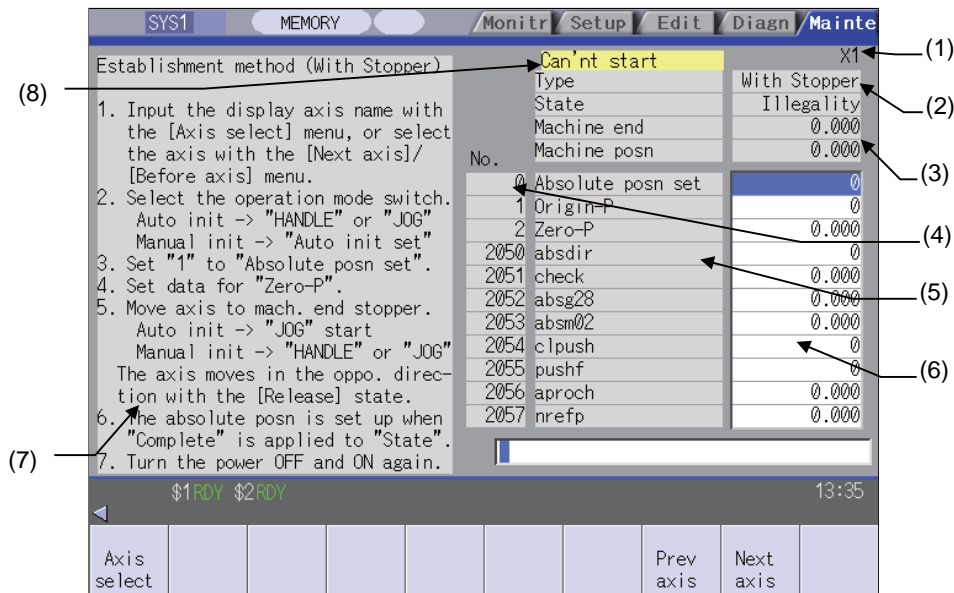 SYS1 MEMORY Monitr Setup Edit Diagn Mainte
Establishment method (With Stopper)
1. Input the display axis name with
the [Axis select] menu, or select
the axis with the [Next axis]/
[Before axis] menu.
2. Select the operation mode switch.
Auto init -> "HANDLE" or "JOG"
Manual init -> "Auto init set"
3. Set "1" to "Absolute posn set".
4. Set data for "Zero-P".
5. Move axis to mach. end stopper.
Auto init -> "JOG" start
Manual init -> "HANDLE" or "JOG"
The axis moves in the oppo. direc-
tion with the [Release] state.
6. The absolute posn is set up when
"Complete" is applied to "State".
7. Turn the power OFF and ON again.
X1
Can'nt start
Type With Stopper
State Illegality
Machine end 0.000
Machine posn 0.000
No.
0 Absolute posn set 0
1 Origin-P 0
2 Zero-P 0.000
2050 absdir 0
2051 check 0.000
2052 absg28 0.000
2053 absm02 0.000
2054 clpush 0
2055 pushf 0
2056 aproch 0.000
2057 nrefp 0.000
$1 RDY $2 RDY 13:35
Axis
select
Prev
axis
Next
axis
(1)
(2)
(3)
(4)
(5)
(6)
(7)
(8)